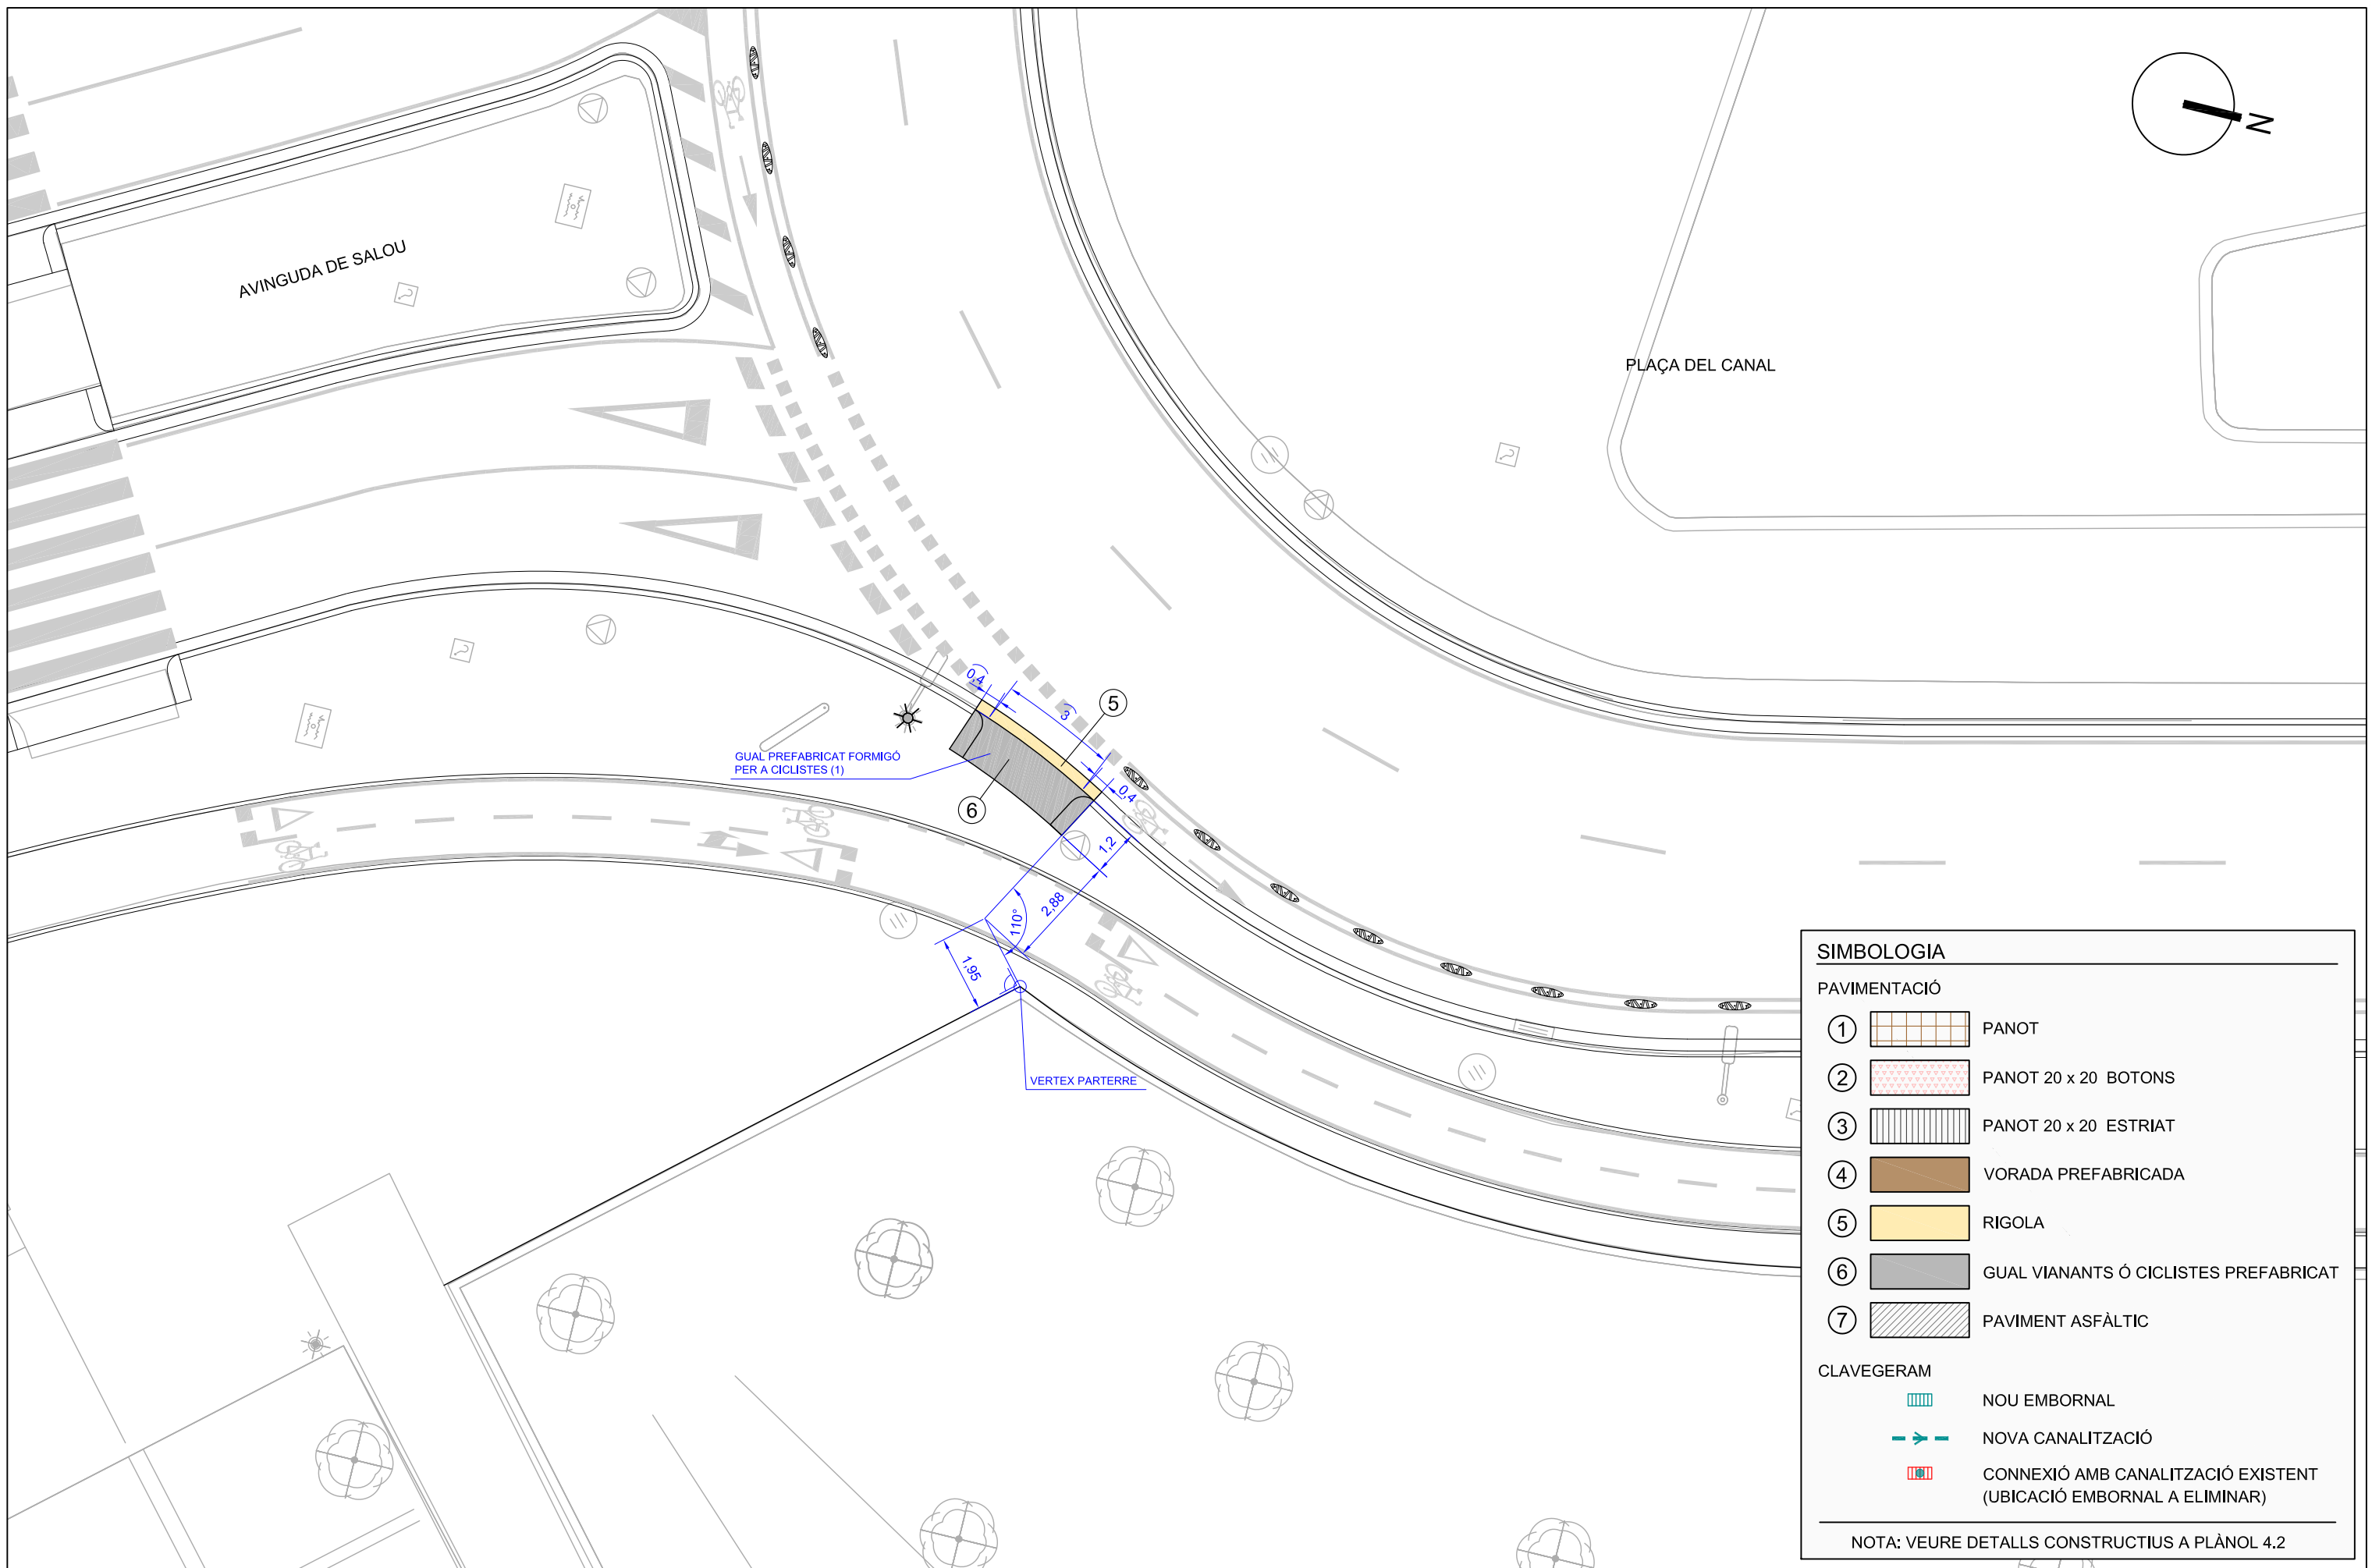 N
AVINGUDA DE SALOU
PLAÇA DEL CANAL
0,4
3
5
GUAL PREFABRICAT FORMIGÓ
PER A CICLISTES (1)
6
0,4
1,2
2,88
110°
1,95
VERTEX PARTERRE
SIMBOLOGIA
PAVIMENTACIÓ
1 PANOT
2 PANOT 20 x 20 BOTONS
3 PANOT 20 x 20 ESTRIAT
4 VORADA PREFABRICADA
5 RIGOLA
6 GUAL VIANANTS Ó CICLISTES PREFABRICAT
7 PAVIMENT ASFÀLTIC
CLAVEGERAM
NOU EMBORNAL
NOVA CANALITZACIÓ
CONNEXIÓ AMB CANALITZACIÓ EXISTENT
(UBICACIÓ EMBORNAL A ELIMINAR)
NOTA: VEURE DETALLS CONSTRUCTIUS A PLÀNOL 4.2